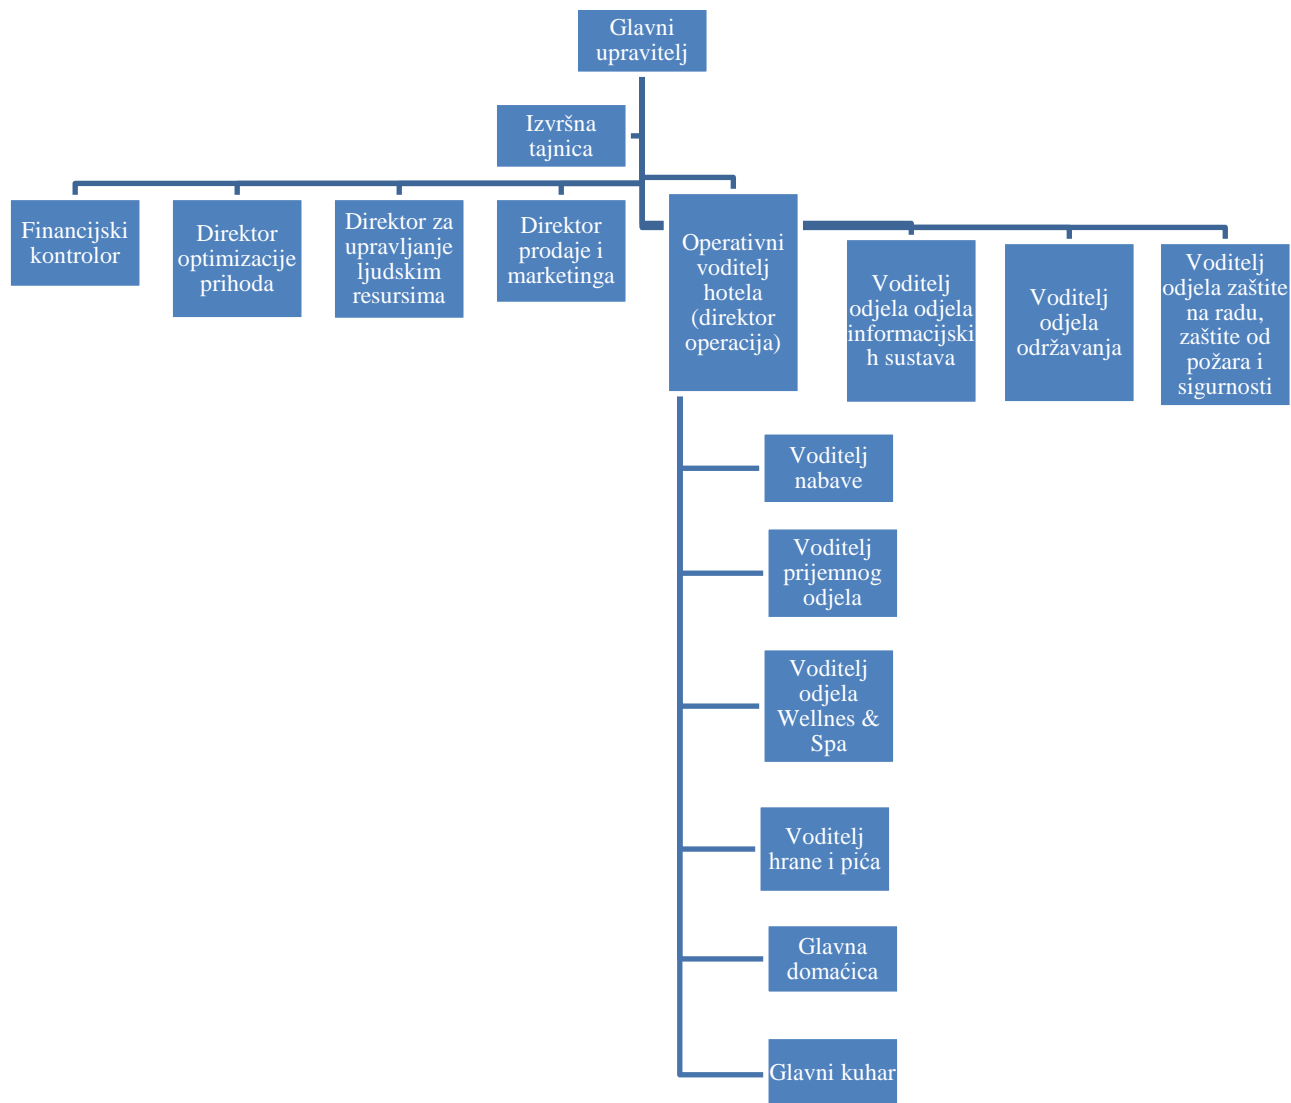 Glavni
upravitelj
Izvršna
tajnica
Financijski
kontrolor
Direktor
optimizacije
prihoda
Direktor za
upravljanje
ljudskim
resursima
Direktor
prodaje i
marketinga
Operativni
voditelj
hotela
(direktor
operacija)
Voditelj
odjela odjela
informacijski
h sustava
Voditelj
odjela
održavanja
Voditelj
odjela zaštite
na radu,
zaštite od
požara i
sigurnosti
Voditelj
nabave
Voditelj
prijemnog
odjela
Voditelj
odjela
Wellnes &
Spa
Voditelj
hrane i pića
Glavna
domaćica
Glavni kuhar